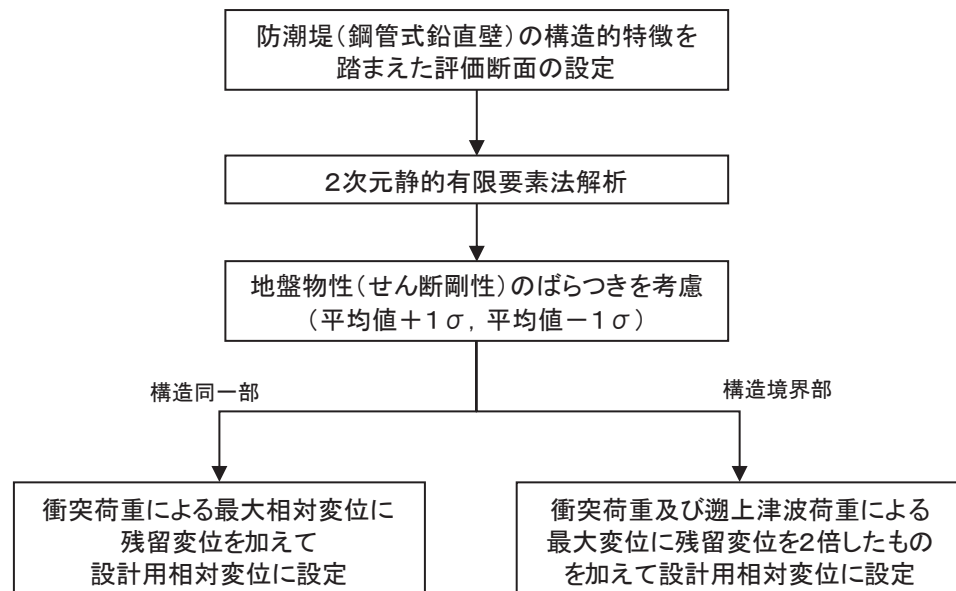 防潮堤（鋼管式鉛直壁）の構造的特徴を
踏まえた評価断面の設定
２次元静的有限要素法解析
地盤物性（せん断剛性）のばらつきを考慮
（平均値＋１σ，平均値－１σ）
構造同一部
構造境界部
衝突荷重による最大相対変位に
残留変位を加えて
設計用相対変位に設定
衝突荷重及び遡上津波荷重による
最大変位に残留変位を2倍したもの
を加えて設計用相対変位に設定